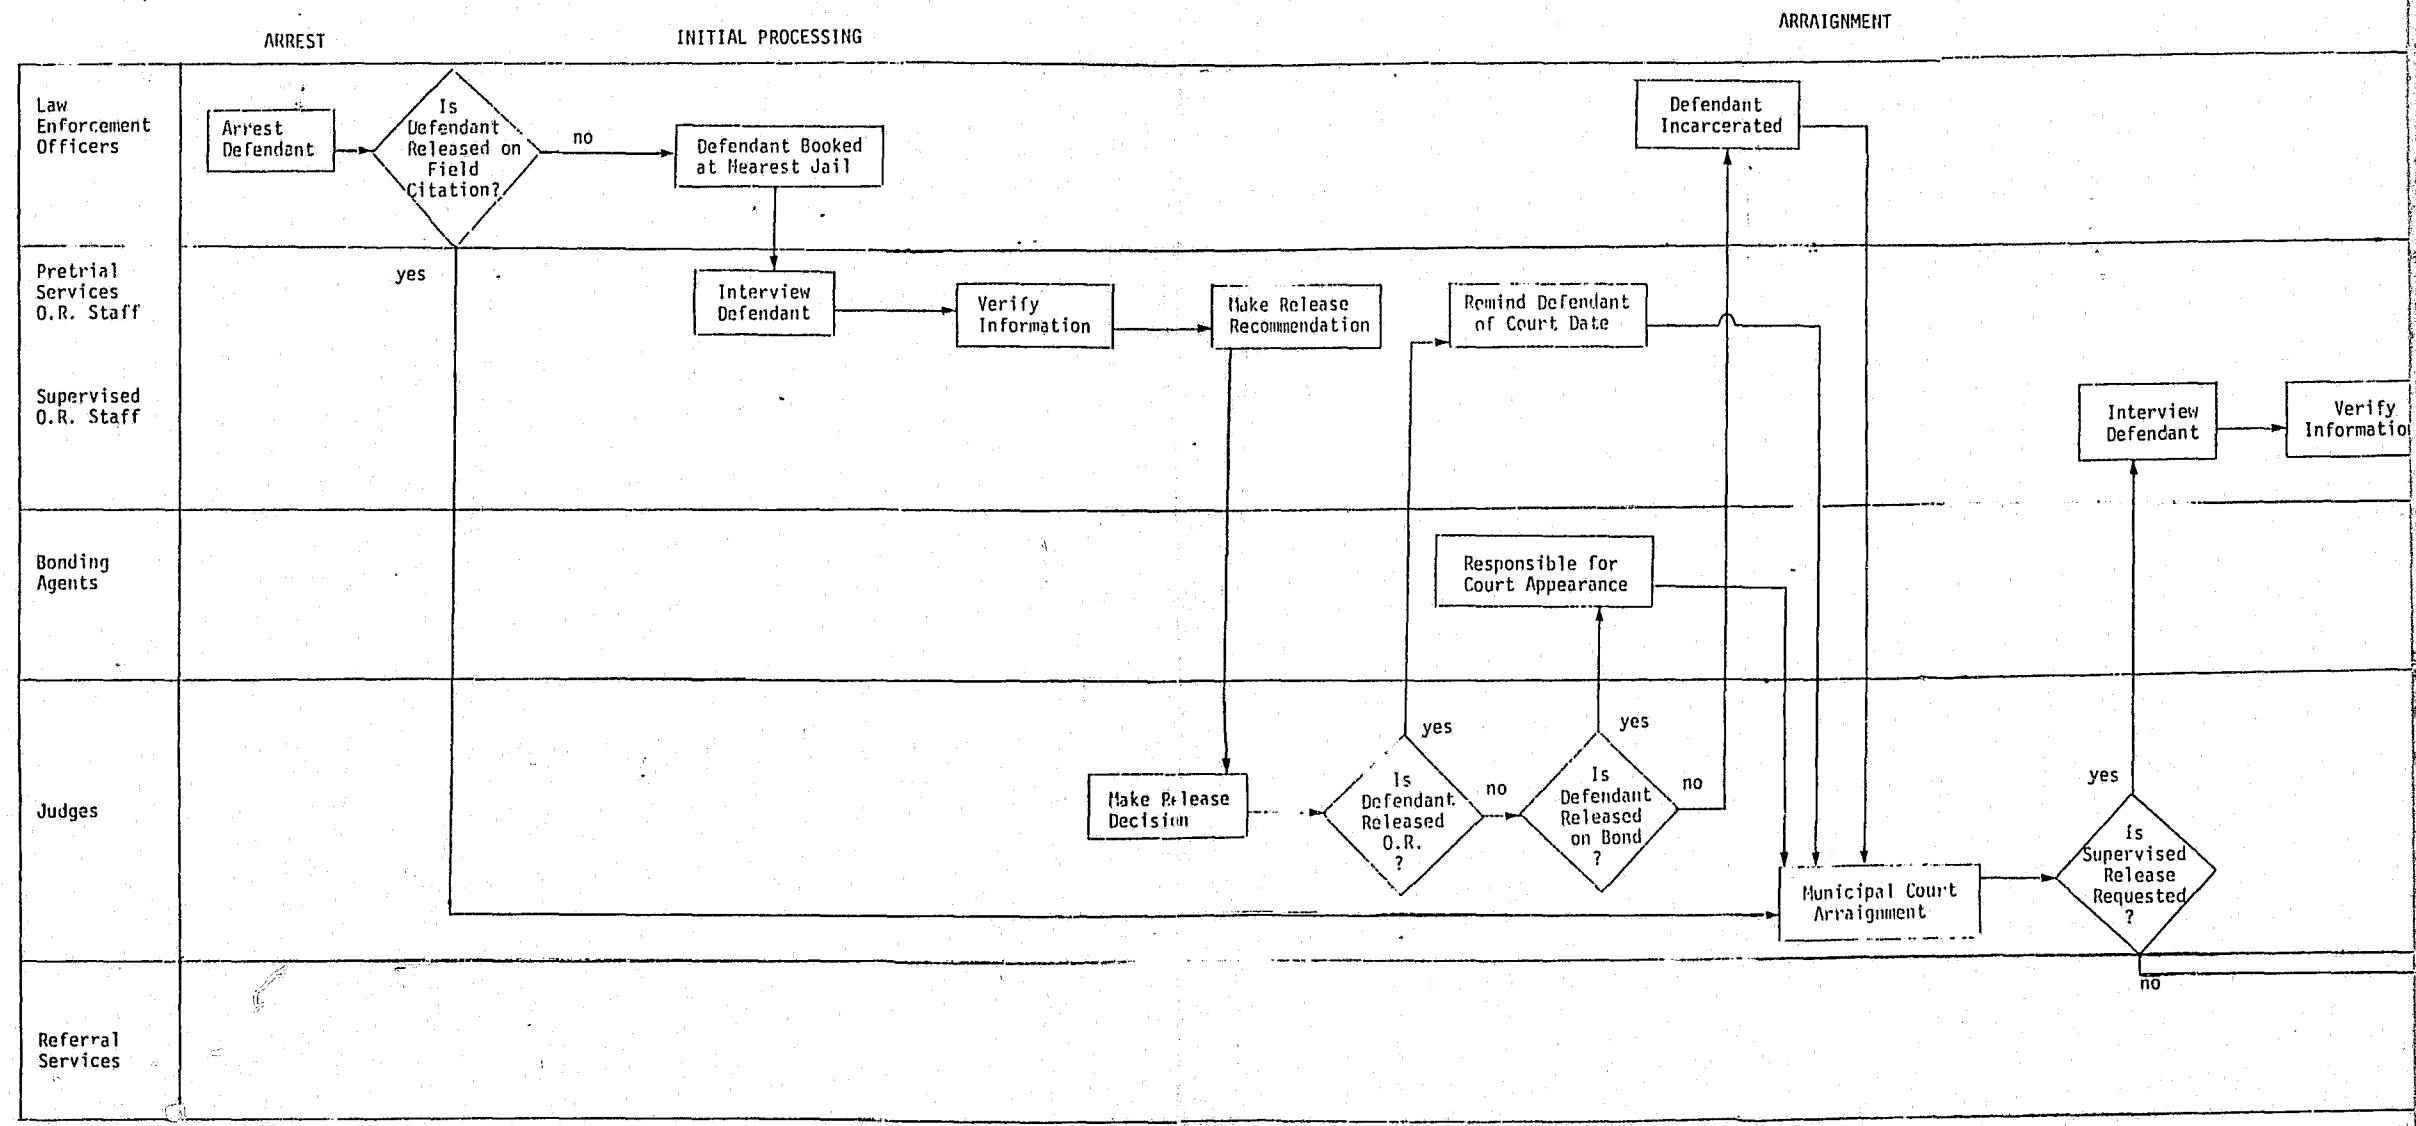 ARREST
INITIAL PROCESSING
ARRAIGNMENT
Law
Enforcement
Officers
Arrest
Defendant
Is
Defendant
Released on
Field
Citation?
no
yes
Defendant Booked
at Nearest Jail
Defendant
Incarcerated
Pretrial
Services
O.R. Staff
Interview
Defendant
Verify
Information
Make Release
Recommendation
Remind Defendant
of Court Date
Supervised
O.R. Staff
Interview
Defendant
Verify
Informatio
Bonding
Agents
Responsible for
Court Appearance
Judges
Make Release
Decision
Is
Defendant
Released
O.R.
?
yes
no
Is
Defendant
Released
on Bond
?
yes
no
Municipal Court
Arraignment
Is
Supervised
Release
Requested
?
yes
no
Referral
Services